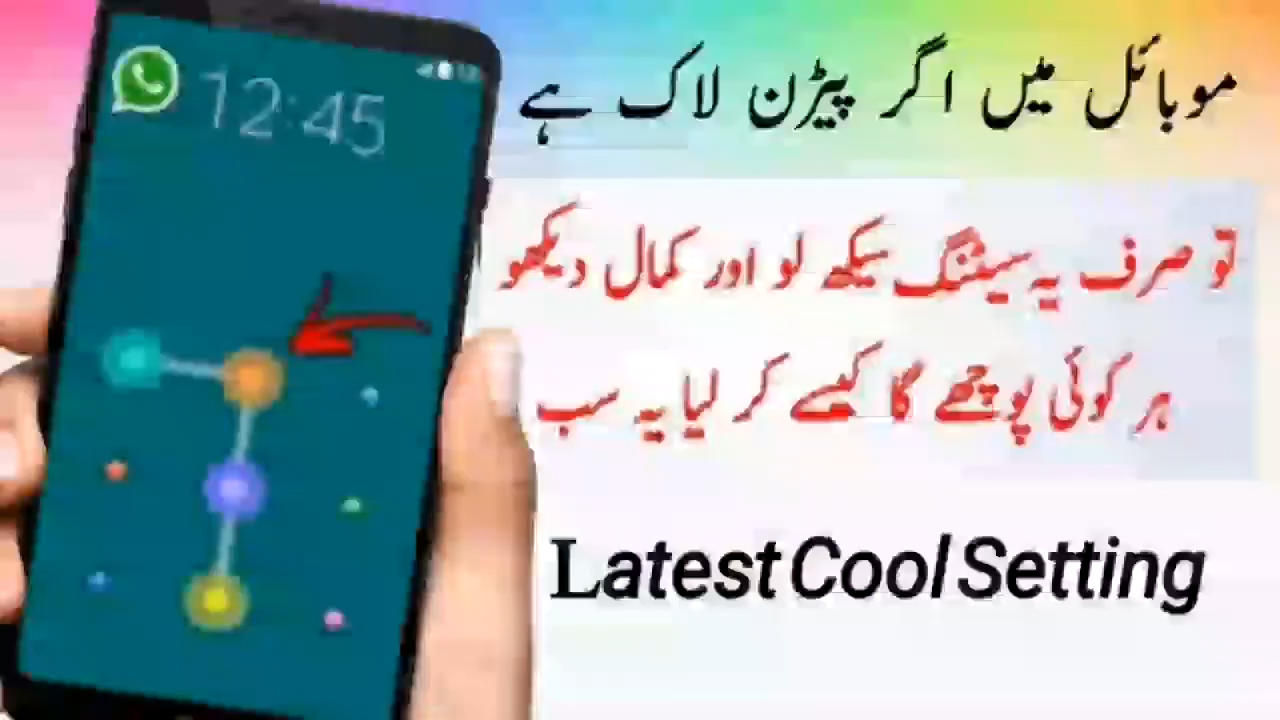 موبائل میں اگر پیڑن لاک ہے
12:45
تو صرف یہ سیٹنگ سیکھ لو اور کمال دیکھو
ہر کوئی پوچھے گا کیسے کر لیا یہ سب
Latest Cool Setting